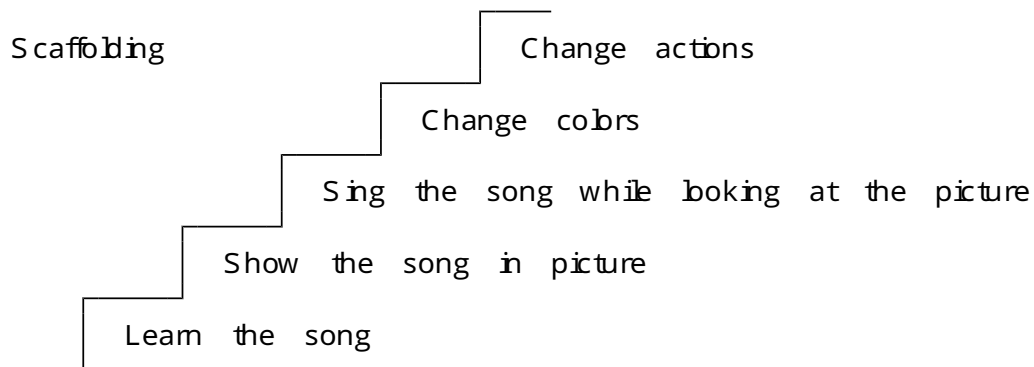 Scaffolding
Change actions
Change colors
Sing the song while looking at the picture
Show the song in picture
Learn the song